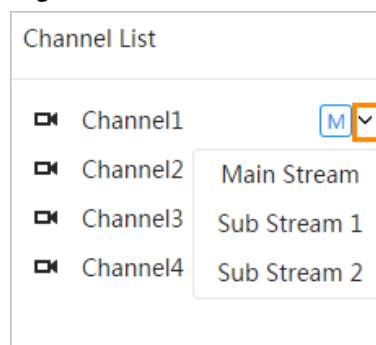 Channel List
Channel1 M
Channel2 Main Stream
Channel3 Sub Stream 1
Channel4 Sub Stream 2